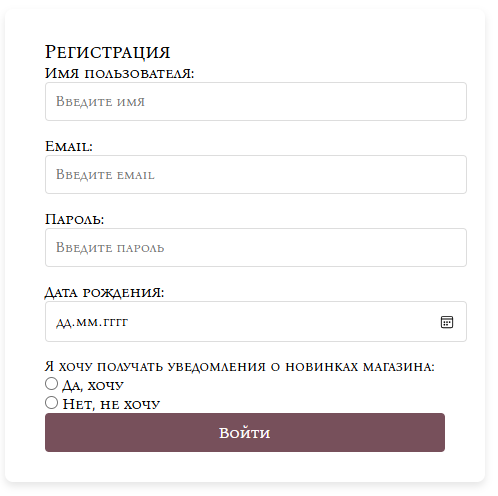 Регистрация
Имя пользователя:
Введите имя
Email:
Введите email
Пароль:
Введите пароль
Дата рождения:
дд.мм.гггг
Я хочу получать уведомления о новинках магазина:
Да, хочу
Нет, не хочу
Войти